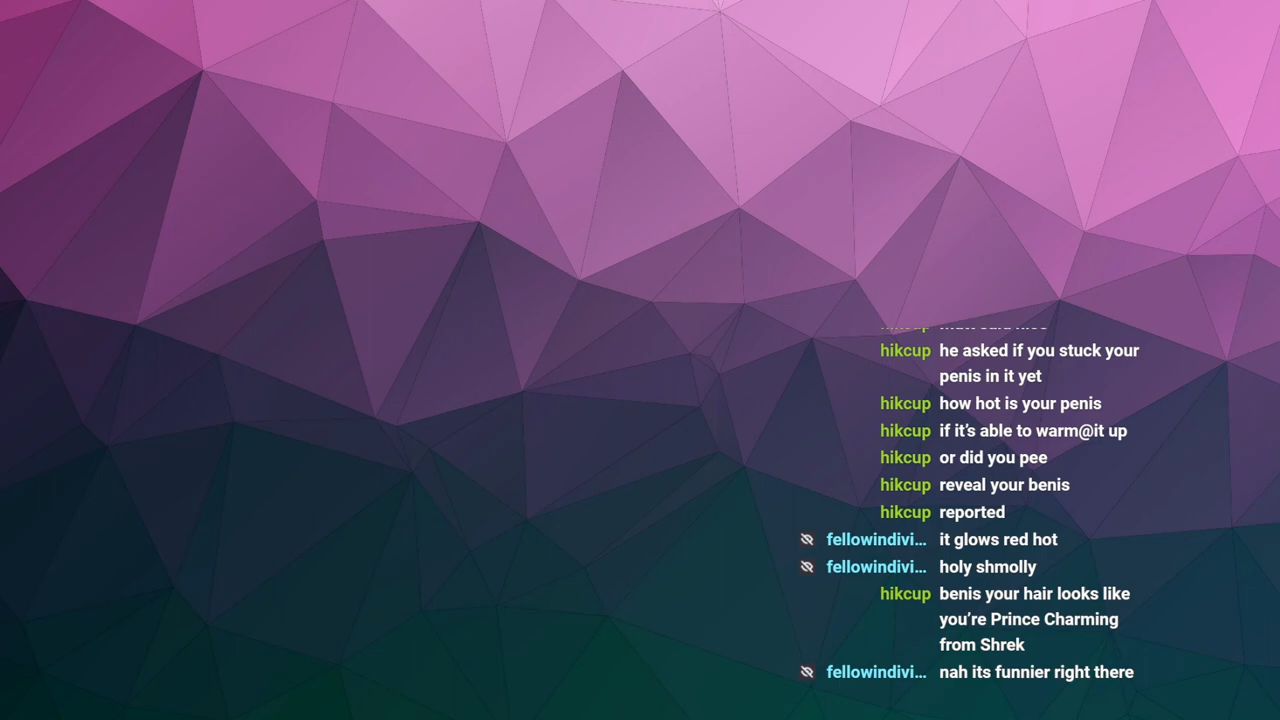 hikcup he asked if you stuck your
penis in it yet
hikcup how hot is your penis
hikcup if it’s able to warm@it up
hikcup or did you pee
hikcup reveal your benis
hikcup reported
fellowindivi... it glows red hot
fellowindivi... holy shmolly
hikcup benis your hair looks like
you’re Prince Charming
from Shrek
fellowindivi... nah its funnier right there